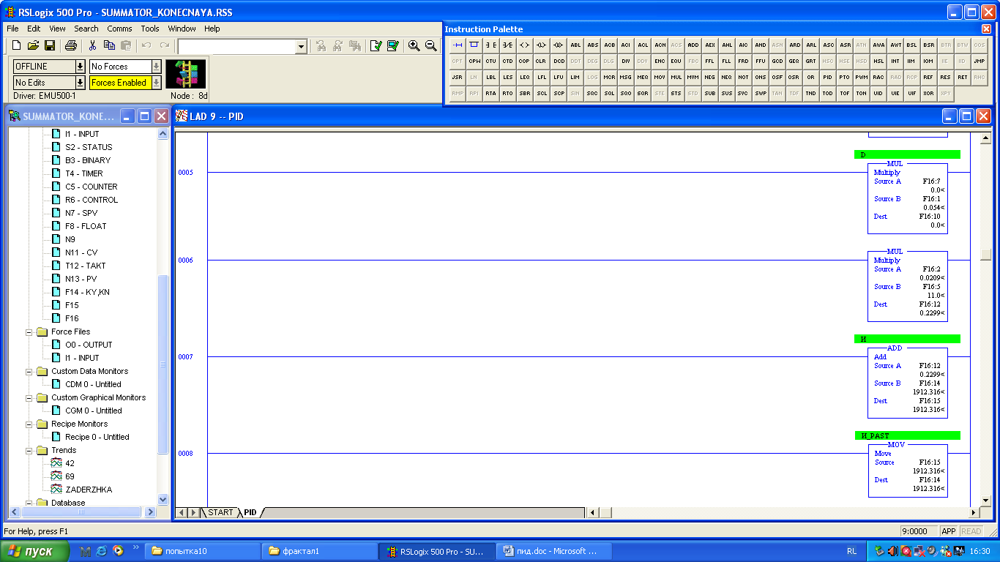 RSLogix 500 Pro - SUMMATOR_KONECNAYA.RSS
File Edit View Search Comms Tools Window Help
Instruction Palette
ABL ABS ACB ACI ACL ACN ACS ADD AEX AHL AIC AND ASN ARD ARL ASC ASR ATN AWA AWT BSL BSR BTR BTW COS
CPT CPW CTU CTD COP CLR DCD DDT DEG DLG DIV DDV ENC EQU FFL FLL FRD FFU GCD GEQ GRT HSC HSE HSD HSL IID IIM IOM IIE III IID JMP
JSR LN LBL LES LEQ LFL LFU LIM LOG MCR MSG MEQ MOV MUL MVM NEG NEQ NOT ONS OSF OSR OR PID PTO PWM RAC RAD RCP REF RES RET RHC
RMP RPI RTA RTO SBR SCL SCP SIN SQC SQL SQO SQR STE STS STD SUB SUS SVC SWP TAN TDF TND TOD TOF TON UID UIE UIF XOR XPY
OFFLINE No Forces
No Edits Forces Enabled
Driver: EMU500-1 Node : 8d
SUMMATOR_KONE...
I1 - INPUT
S2 - STATUS
B3 - BINARY
T4 - TIMER
C5 - COUNTER
R6 - CONTROL
N7 - SPV
F8 - FLOAT
N9
N11 - CV
T12 - TAKT
N13 - PV
F14 - KY,KN
F15
F16
Force Files
O0 - OUTPUT
I1 - INPUT
Custom Data Monitors
CDM 0 - Untitled
Custom Graphical Monitors
CGM 0 - Untitled
Recipe Monitors
Recipe 0 - Untitled
Trends
42
69
ZADERZHKA
Database
LAD 9 -- PID
D
0005
MUL
Multiply
Source A F16:7
0.0<
Source B F16:1
0.054<
Dest F16:10
0.0<
0006
MUL
Multiply
Source A F16:2
0.0209<
Source B F16:5
11.0<
Dest F16:12
0.2299<
И
0007
ADD
Add
Source A F16:12
0.2299<
Source B F16:14
1912.316<
Dest F16:15
1912.316<
И_PAST
0008
MOV
Move
Source F16:15
1912.316<
Dest F16:14
1912.316<
START PID
For Help, press F1
9:0000 APP READ
пуск
попытка10
фрактал1
RSLogix 500 Pro - SU...
пид.doc - Microsoft ...
RL
16:30